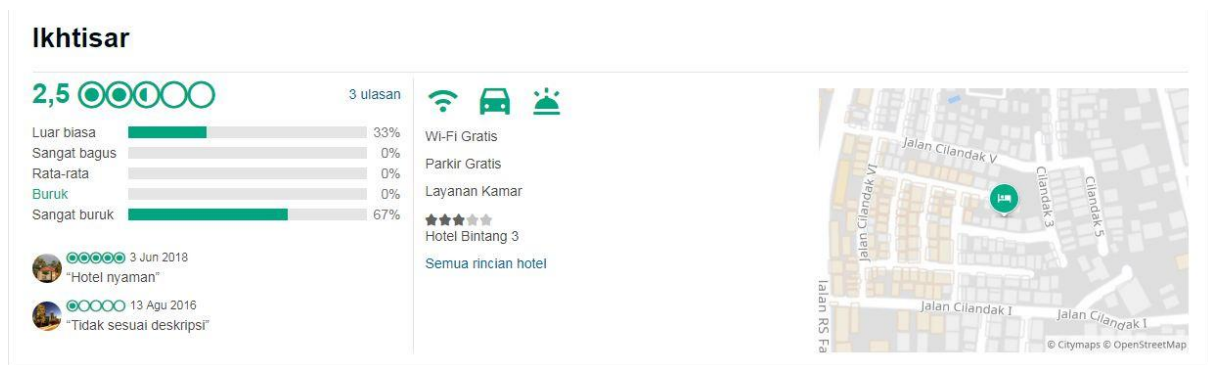 Ikhtisar
2,5
3 ulasan
Luar biasa 33%
Sangat bagus 0%
Rata-rata 0%
Buruk 0%
Sangat buruk 67%
3 Jun 2018
“Hotel nyaman”
13 Agu 2016
“Tidak sesuai deskripsi”
Wi-Fi Gratis
Parkir Gratis
Layanan Kamar
Hotel Bintang 3
Semua rincian hotel
Jalan Cilandak V
Jalan Cilandak VI
Cilandak 3
Cilandak 5
Jalan Cilandak I
Jalan Cilandak I
Jalan RS Fa
© Citymaps © OpenStreetMap